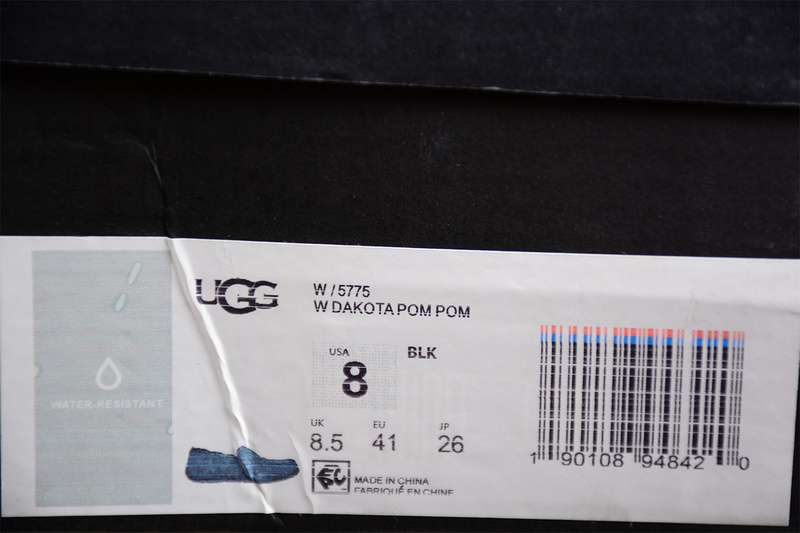 WATER-RESISTANT
UGG
W / 5775
W DAKOTA POM POM
USA
8
BLK
UK
8.5
EU
41
JP
26
MADE IN CHINA
FABRIQUÉ EN CHINE
1 90108 94842 0